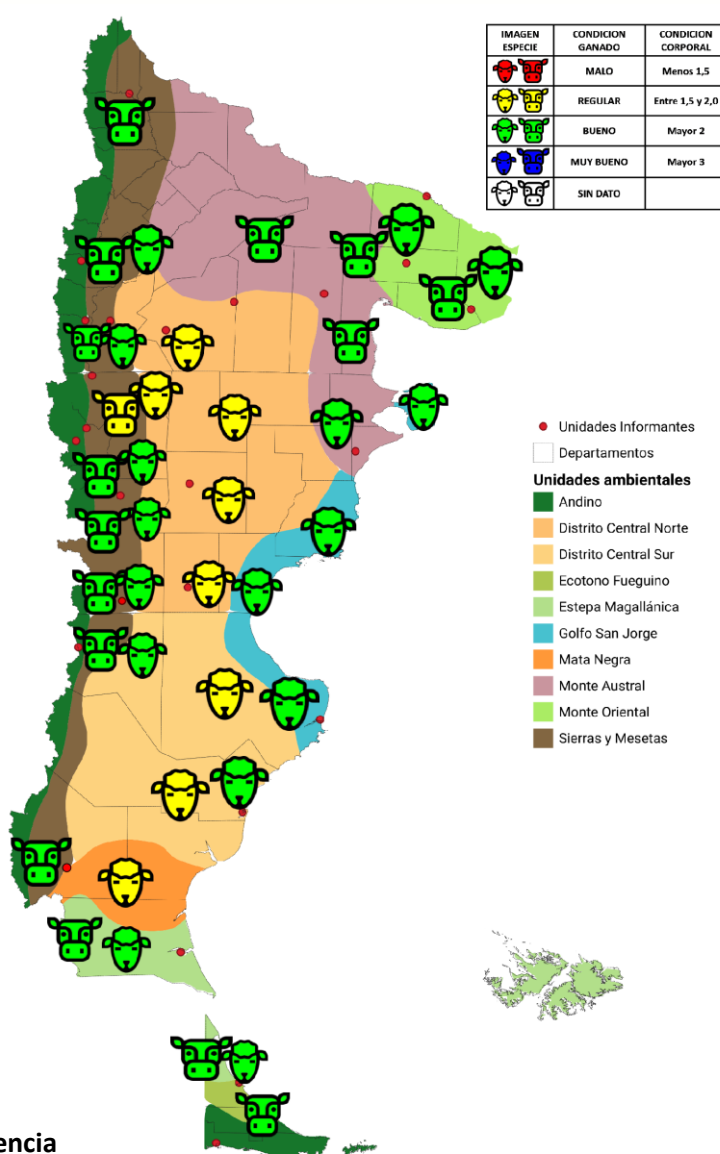 IMAGEN ESPECIE CONDICION GANADO CONDICION CORPORAL
MALO Menos 1,5
REGULAR Entre 1,5 y 2,0
BUENO Mayor 2
MUY BUENO Mayor 3
SIN DATO
Unidades Informantes
Departamentos
Unidades ambientales
Andino
Distrito Central Norte
Distrito Central Sur
Ecotono Fueguino
Estepa Magallánica
Golfo San Jorge
Mata Negra
Monte Austral
Monte Oriental
Sierras y Mesetas
encia